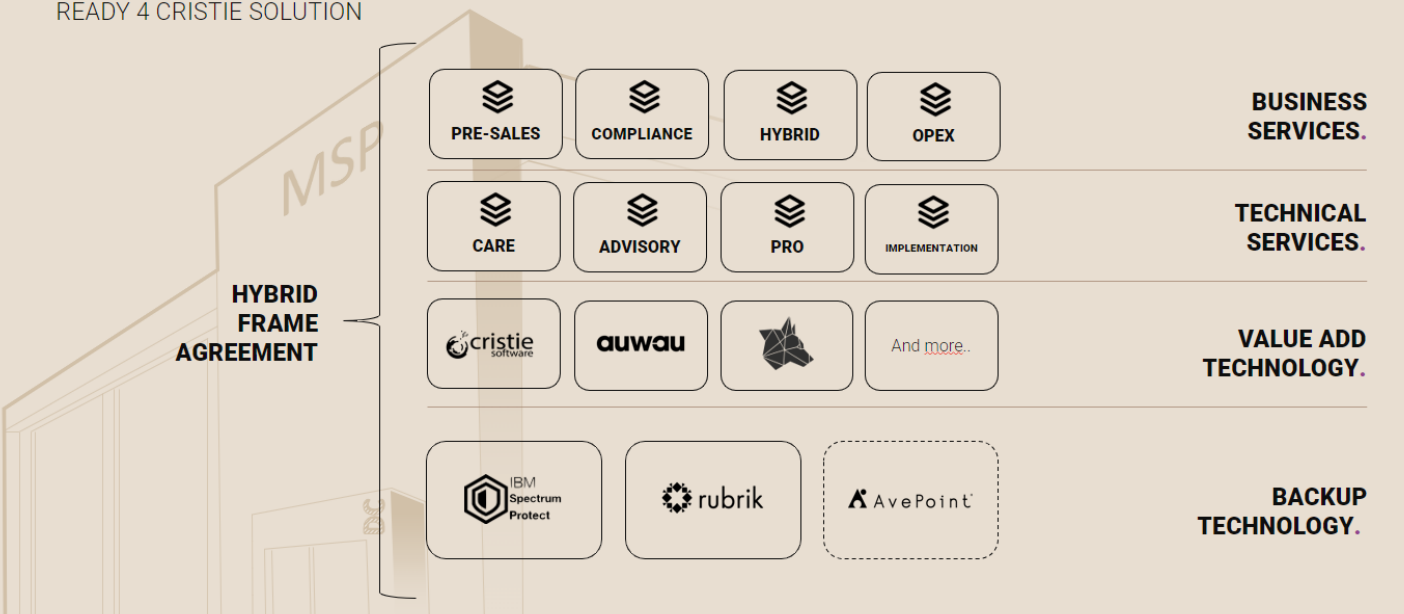 READY 4 CRISTIE SOLUTION
MSP
PRE-SALES
COMPLIANCE
HYBRID
OPEX
BUSINESS
SERVICES.
CARE
ADVISORY
PRO
IMPLEMENTATION
TECHNICAL
SERVICES.
HYBRID
FRAME
AGREEMENT
cristie
software
auwau
And more..
VALUE ADD
TECHNOLOGY.
DC
IBM
Spectrum
Protect
rubrik
AvePoint
BACKUP
TECHNOLOGY.